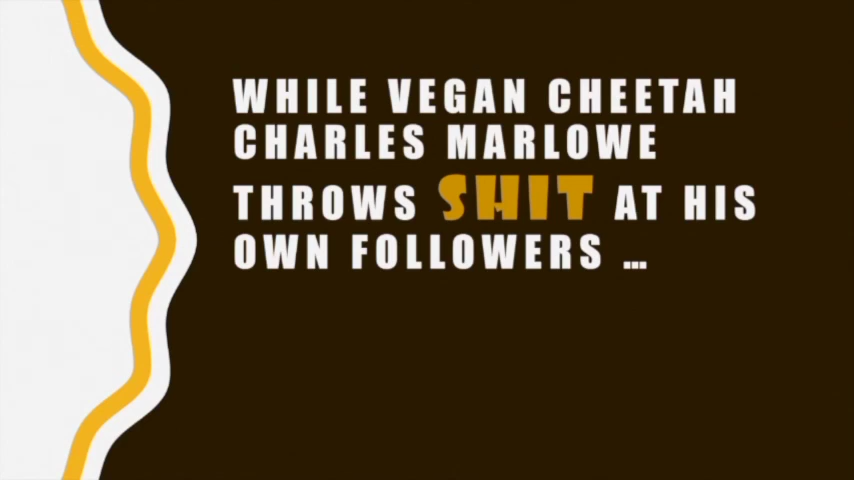 WHILE VEGAN CHEETAH
CHARLES MARLOWE
THROWS SHIT AT HIS
OWN FOLLOWERS …